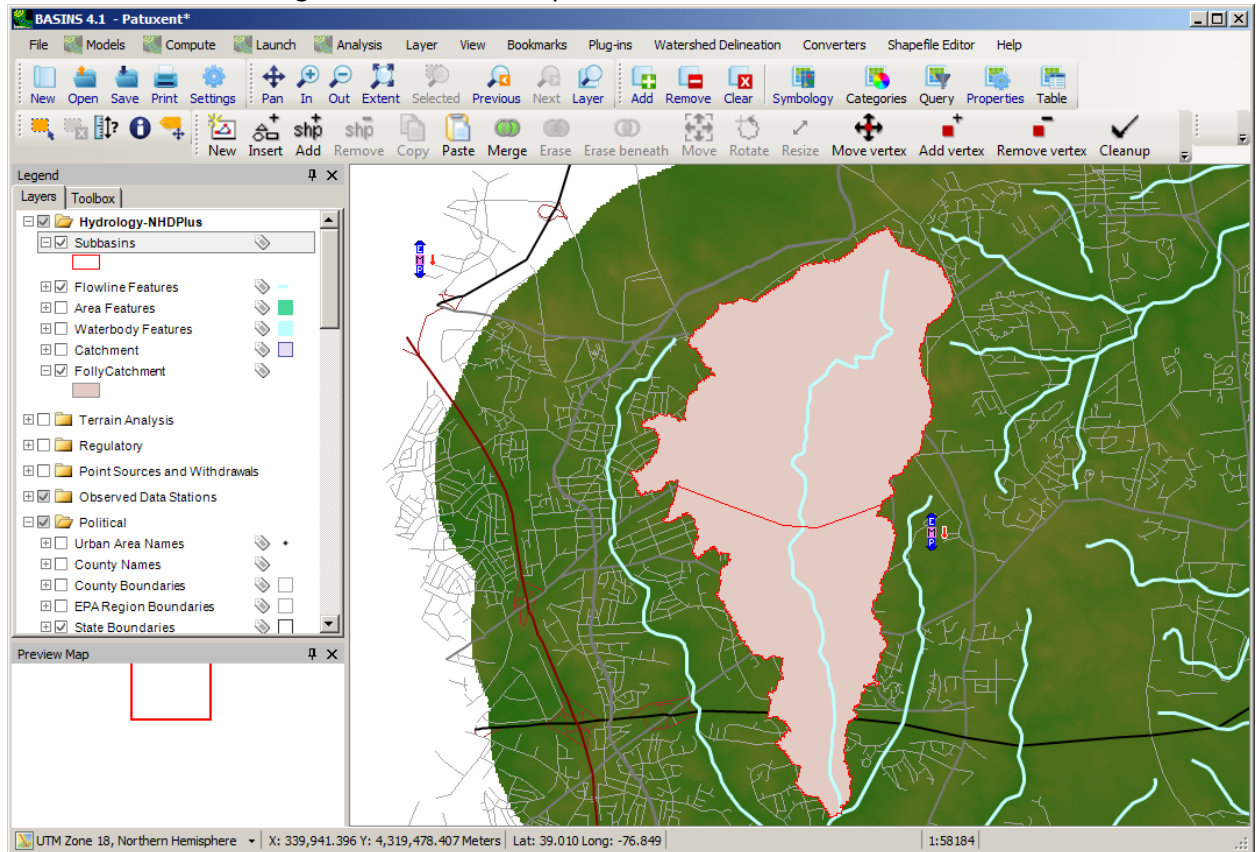 BASINS 4.1 - Patuxent*
File Models Compute Launch Analysis Layer View Bookmarks Plug-ins Watershed Delineation Converters Shapefile Editor Help
New Open Save Print Settings Pan In Out Extent Selected Previous Next Layer Add Remove Clear Symbology Categories Query Properties Table
New Insert Add Remove Copy Paste Merge Erase Erase beneath Move Rotate Resize Move vertex Add vertex Remove vertex Cleanup
shp shp
Legend
Layers Toolbox
Hydrology-NHDPlus
Subbasins
Flowline Features
Area Features
Waterbody Features
Catchment
FollyCatchment
Terrain Analysis
Regulatory
Point Sources and Withdrawals
Observed Data Stations
Political
Urban Area Names
County Names
County Boundaries
EPA Region Boundaries
State Boundaries
Preview Map
E
M
P
E
M
P
UTM Zone 18, Northern Hemisphere X: 339,941.396 Y: 4,319,478.407 Meters Lat: 39.010 Long: -76.849 1:58184